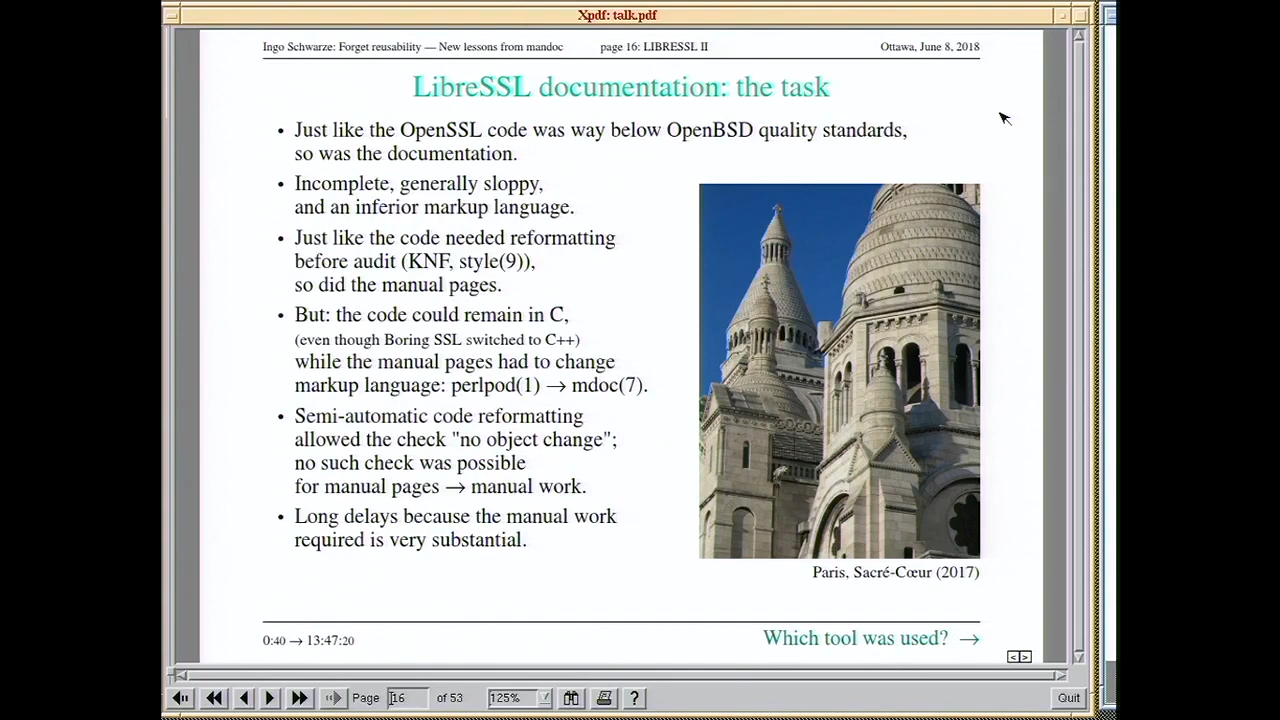 Xpdf: talk.pdf
Ingo Schwarze: Forget reusability — New lessons from mandoc page 16: LIBRESSL II Ottawa, June 8, 2018
LibreSSL documentation: the task
• Just like the OpenSSL code was way below OpenBSD quality standards,
so was the documentation.
• Incomplete, generally sloppy,
and an inferior markup language.
• Just like the code needed reformatting
before audit (KNF, style(9)),
so did the manual pages.
• But: the code could remain in C,
(even though Boring SSL switched to C++)
while the manual pages had to change
markup language: perlpod(1) → mdoc(7).
• Semi-automatic code reformatting
allowed the check "no object change";
no such check was possible
for manual pages → manual work.
• Long delays because the manual work
required is very substantial.
Paris, Sacré-Cœur (2017)
0:40 → 13:47:20 Which tool was used? →
Page 16 of 53 125% ? Quit